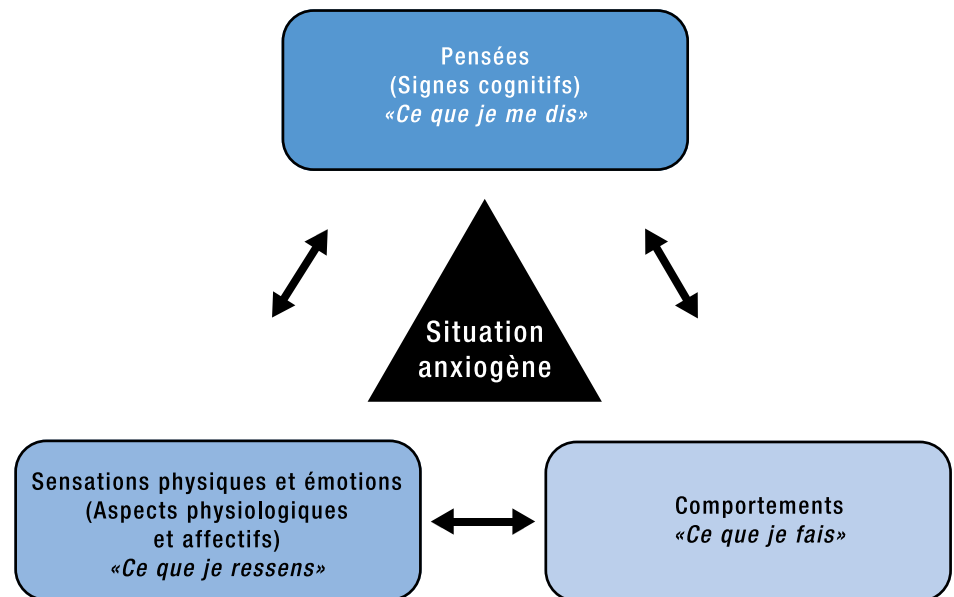 Pensées
(Signes cognitifs)
«Ce que je me dis»
Situation
anxiogène
Sensations physiques et émotions
(Aspects physiologiques
et affectifs)
«Ce que je ressens»
Comportements
«Ce que je fais»